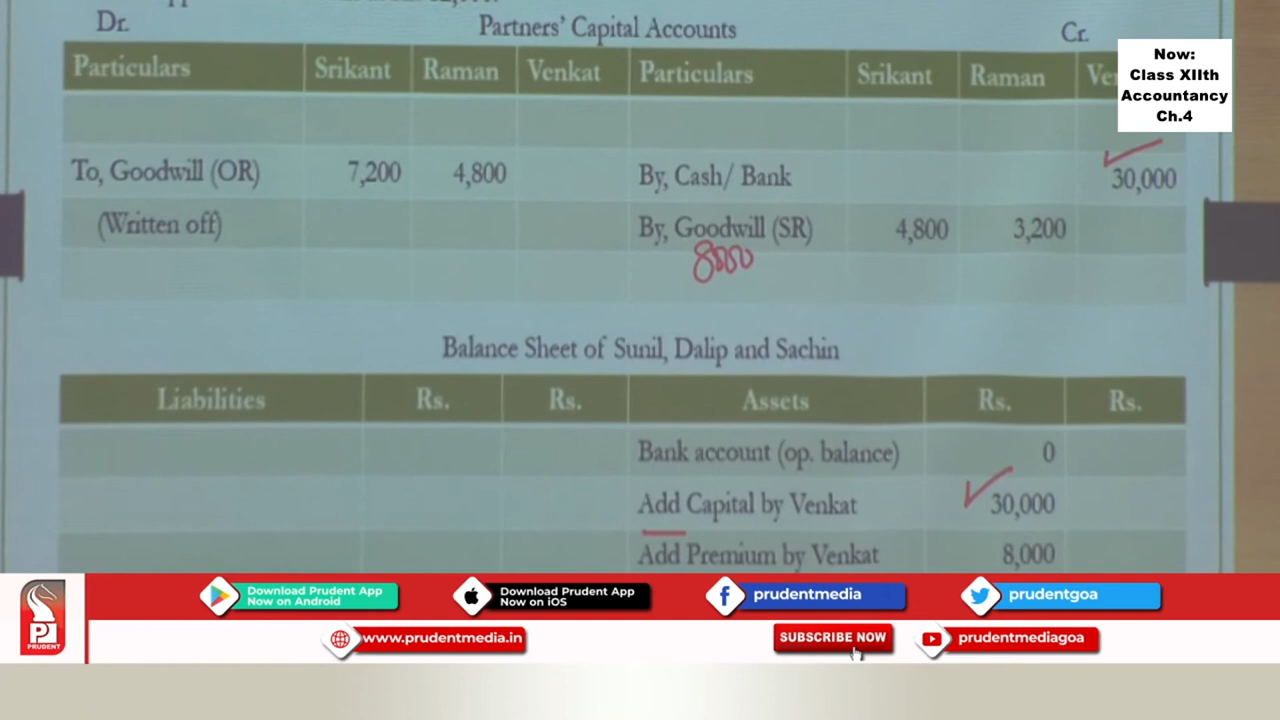 Dr.
Partners' Capital Accounts
Cr.
Now:
Class XIIth
Accountancy
Ch.4
Particulars Srikant Raman Venkat Particulars Srikant Raman
To, Goodwill (OR) 7,200 4,800 By, Cash/ Bank 30,000
(Written off) By, Goodwill (SR) 4,800 3,200
8000
Balance Sheet of Sunil, Dalip and Sachin
Liabilities Rs. Rs. Assets Rs. Rs.
Bank account (op. balance) 0
Add Capital by Venkat 30,000
Add Premium by Venkat 8,000
Download Prudent App
Now on Android
Download Prudent App
Now on iOS
prudentmedia
prudentgoa
PRUDENT
www.prudentmedia.in
SUBSCRIBE NOW
prudentmediagoa